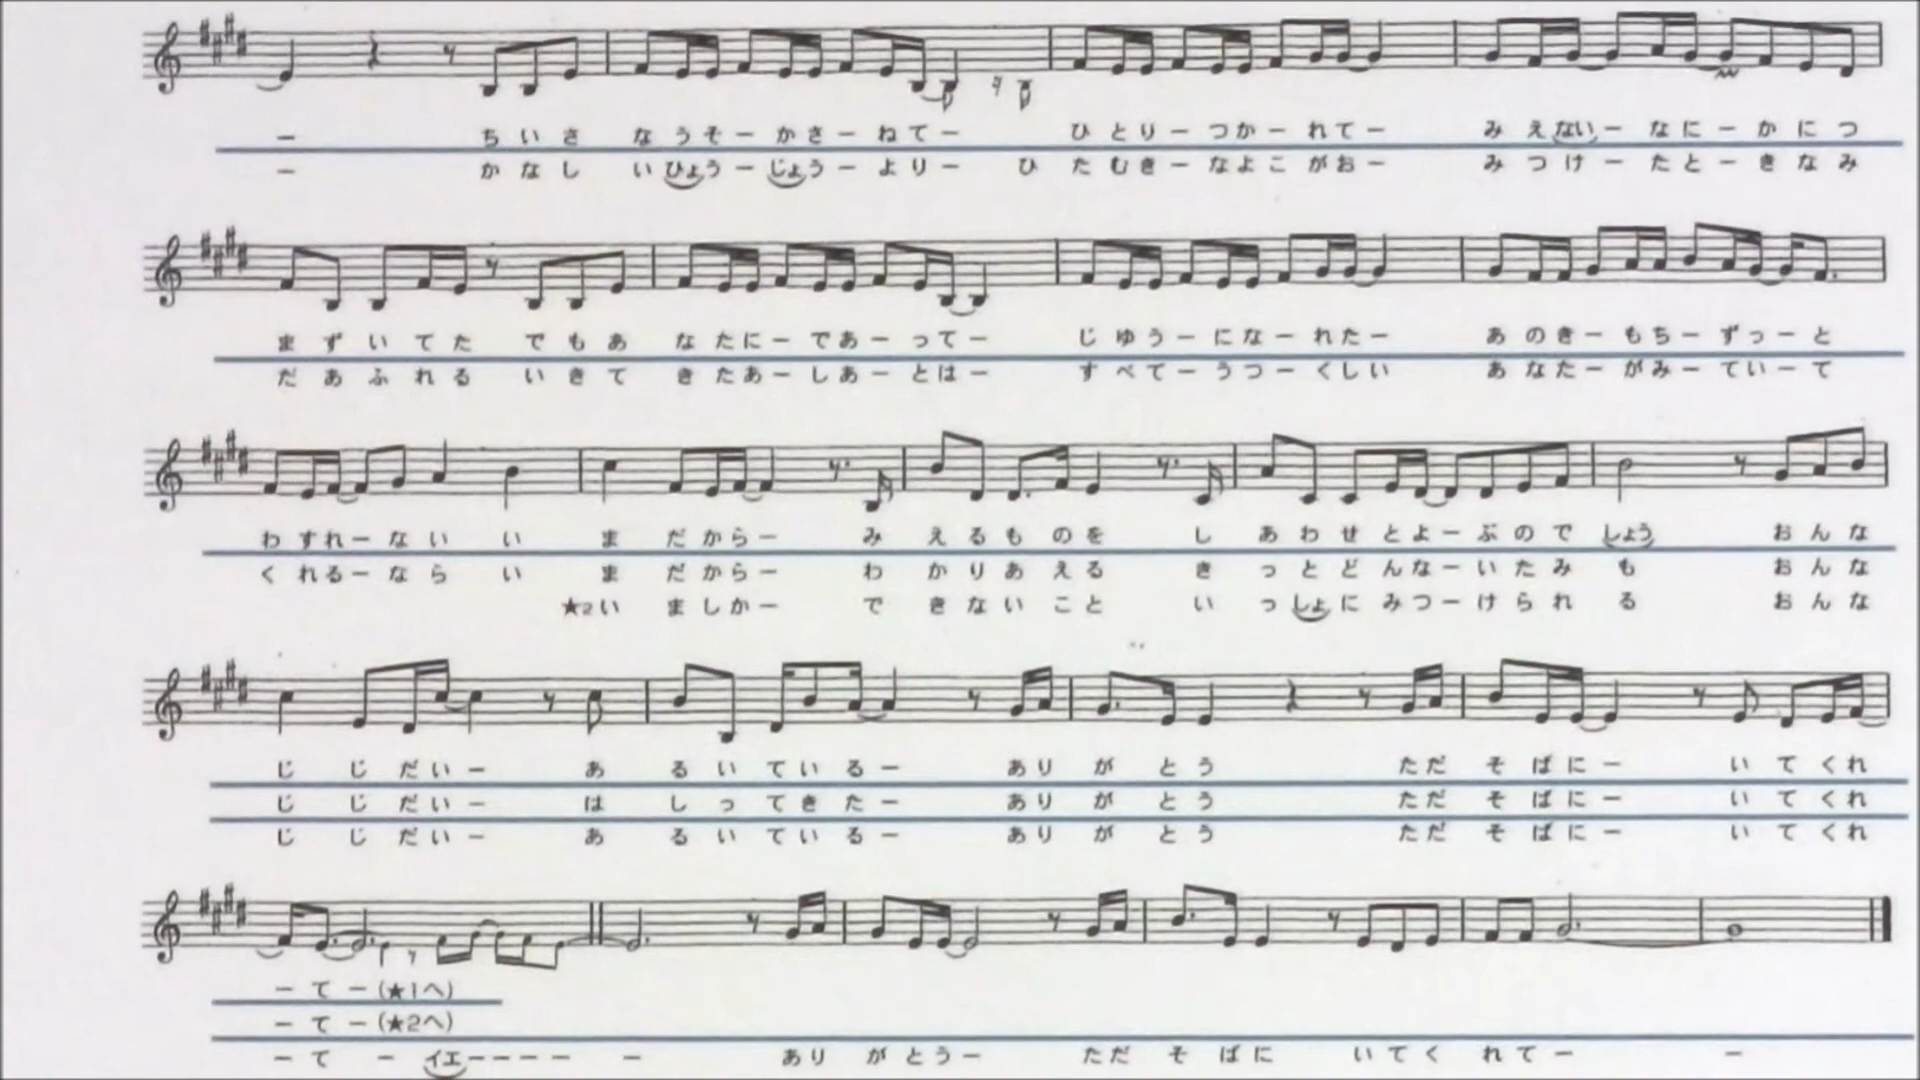 ー ちいさ なうそーかさーねてー ひとりーつかーれてー みえないーなにーかにつ
ー かなし いひょうーじょうーよりー ひ たむきーなよこがおー みつけーたとーきなみ
まずいてた でもあ なたにーであーってー じゆうーになーれたー あのきーもちーずっーと
だあふれる いきて きたあーしあーとはー すべてーうつーくしい あなたーがみーていーて
わすれーない い ま だからー み えるものを し あわせとよーぶので しょう おんな
くれるーなら い ま だからー わ かりあえる き っとどんなーいたみ も おんな
★2い ましかー で きないこと い っしょにみつーけられ る おんな
じ じだいー あ るいているー あり がとう ただ そばにー いてくれ
じ じだいー は しってきたー あり がとう ただ そばにー いてくれ
じ じだいー あ るいているー あり がとう ただ そばにー いてくれ
ーてー(★1へ)
ーてー(★2へ)
ーて ー イエーーーー ー あり がとうー ただ そばに いてく れてー ー